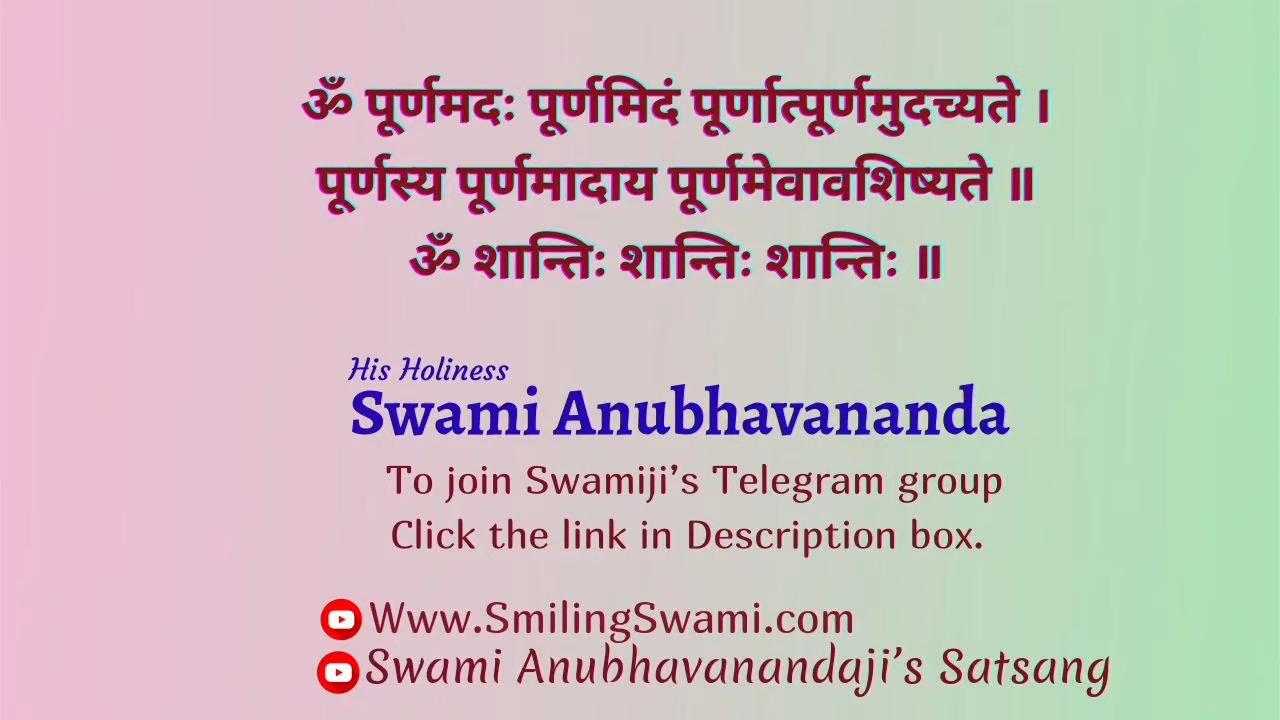 ॐ पूर्णमदः पूर्णमिदं पूर्णात्पूर्णमुदच्यते ।
पूर्णस्य पूर्णमादाय पूर्णमेवावशिष्यते ॥
ॐ शान्तिः शान्तिः शान्तिः ॥
His Holiness
Swami Anubhavananda
To join Swamiji’s Telegram group
Click the link in Description box.
Www.SmilingSwami.com
Swami Anubhavanandaji’s Satsang